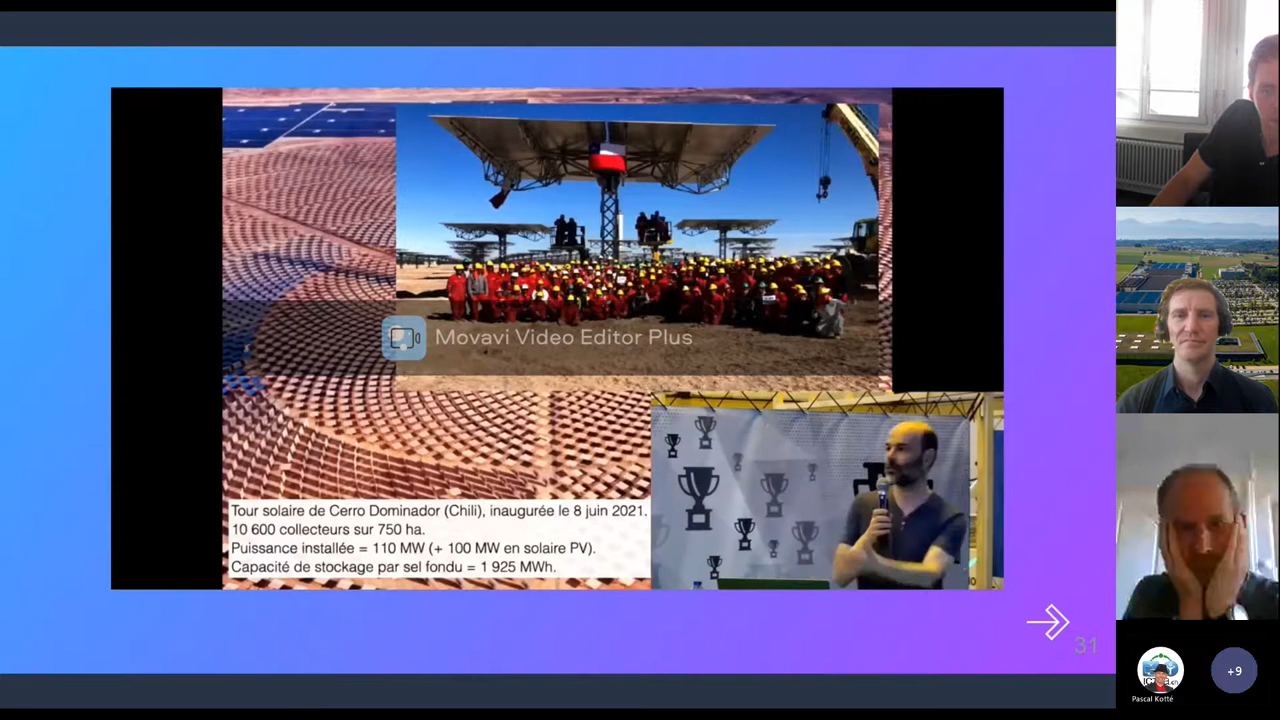 Movavi Video Editor Plus
Tour solaire de Cerro Dominador (Chili), inaugurée le 8 juin 2021.
10 600 collecteurs sur 750 ha.
Puissance installée = 110 MW (+ 100 MW en solaire PV).
Capacité de stockage par sel fondu = 1 925 MWh.
31
Pascal Kotté
+9